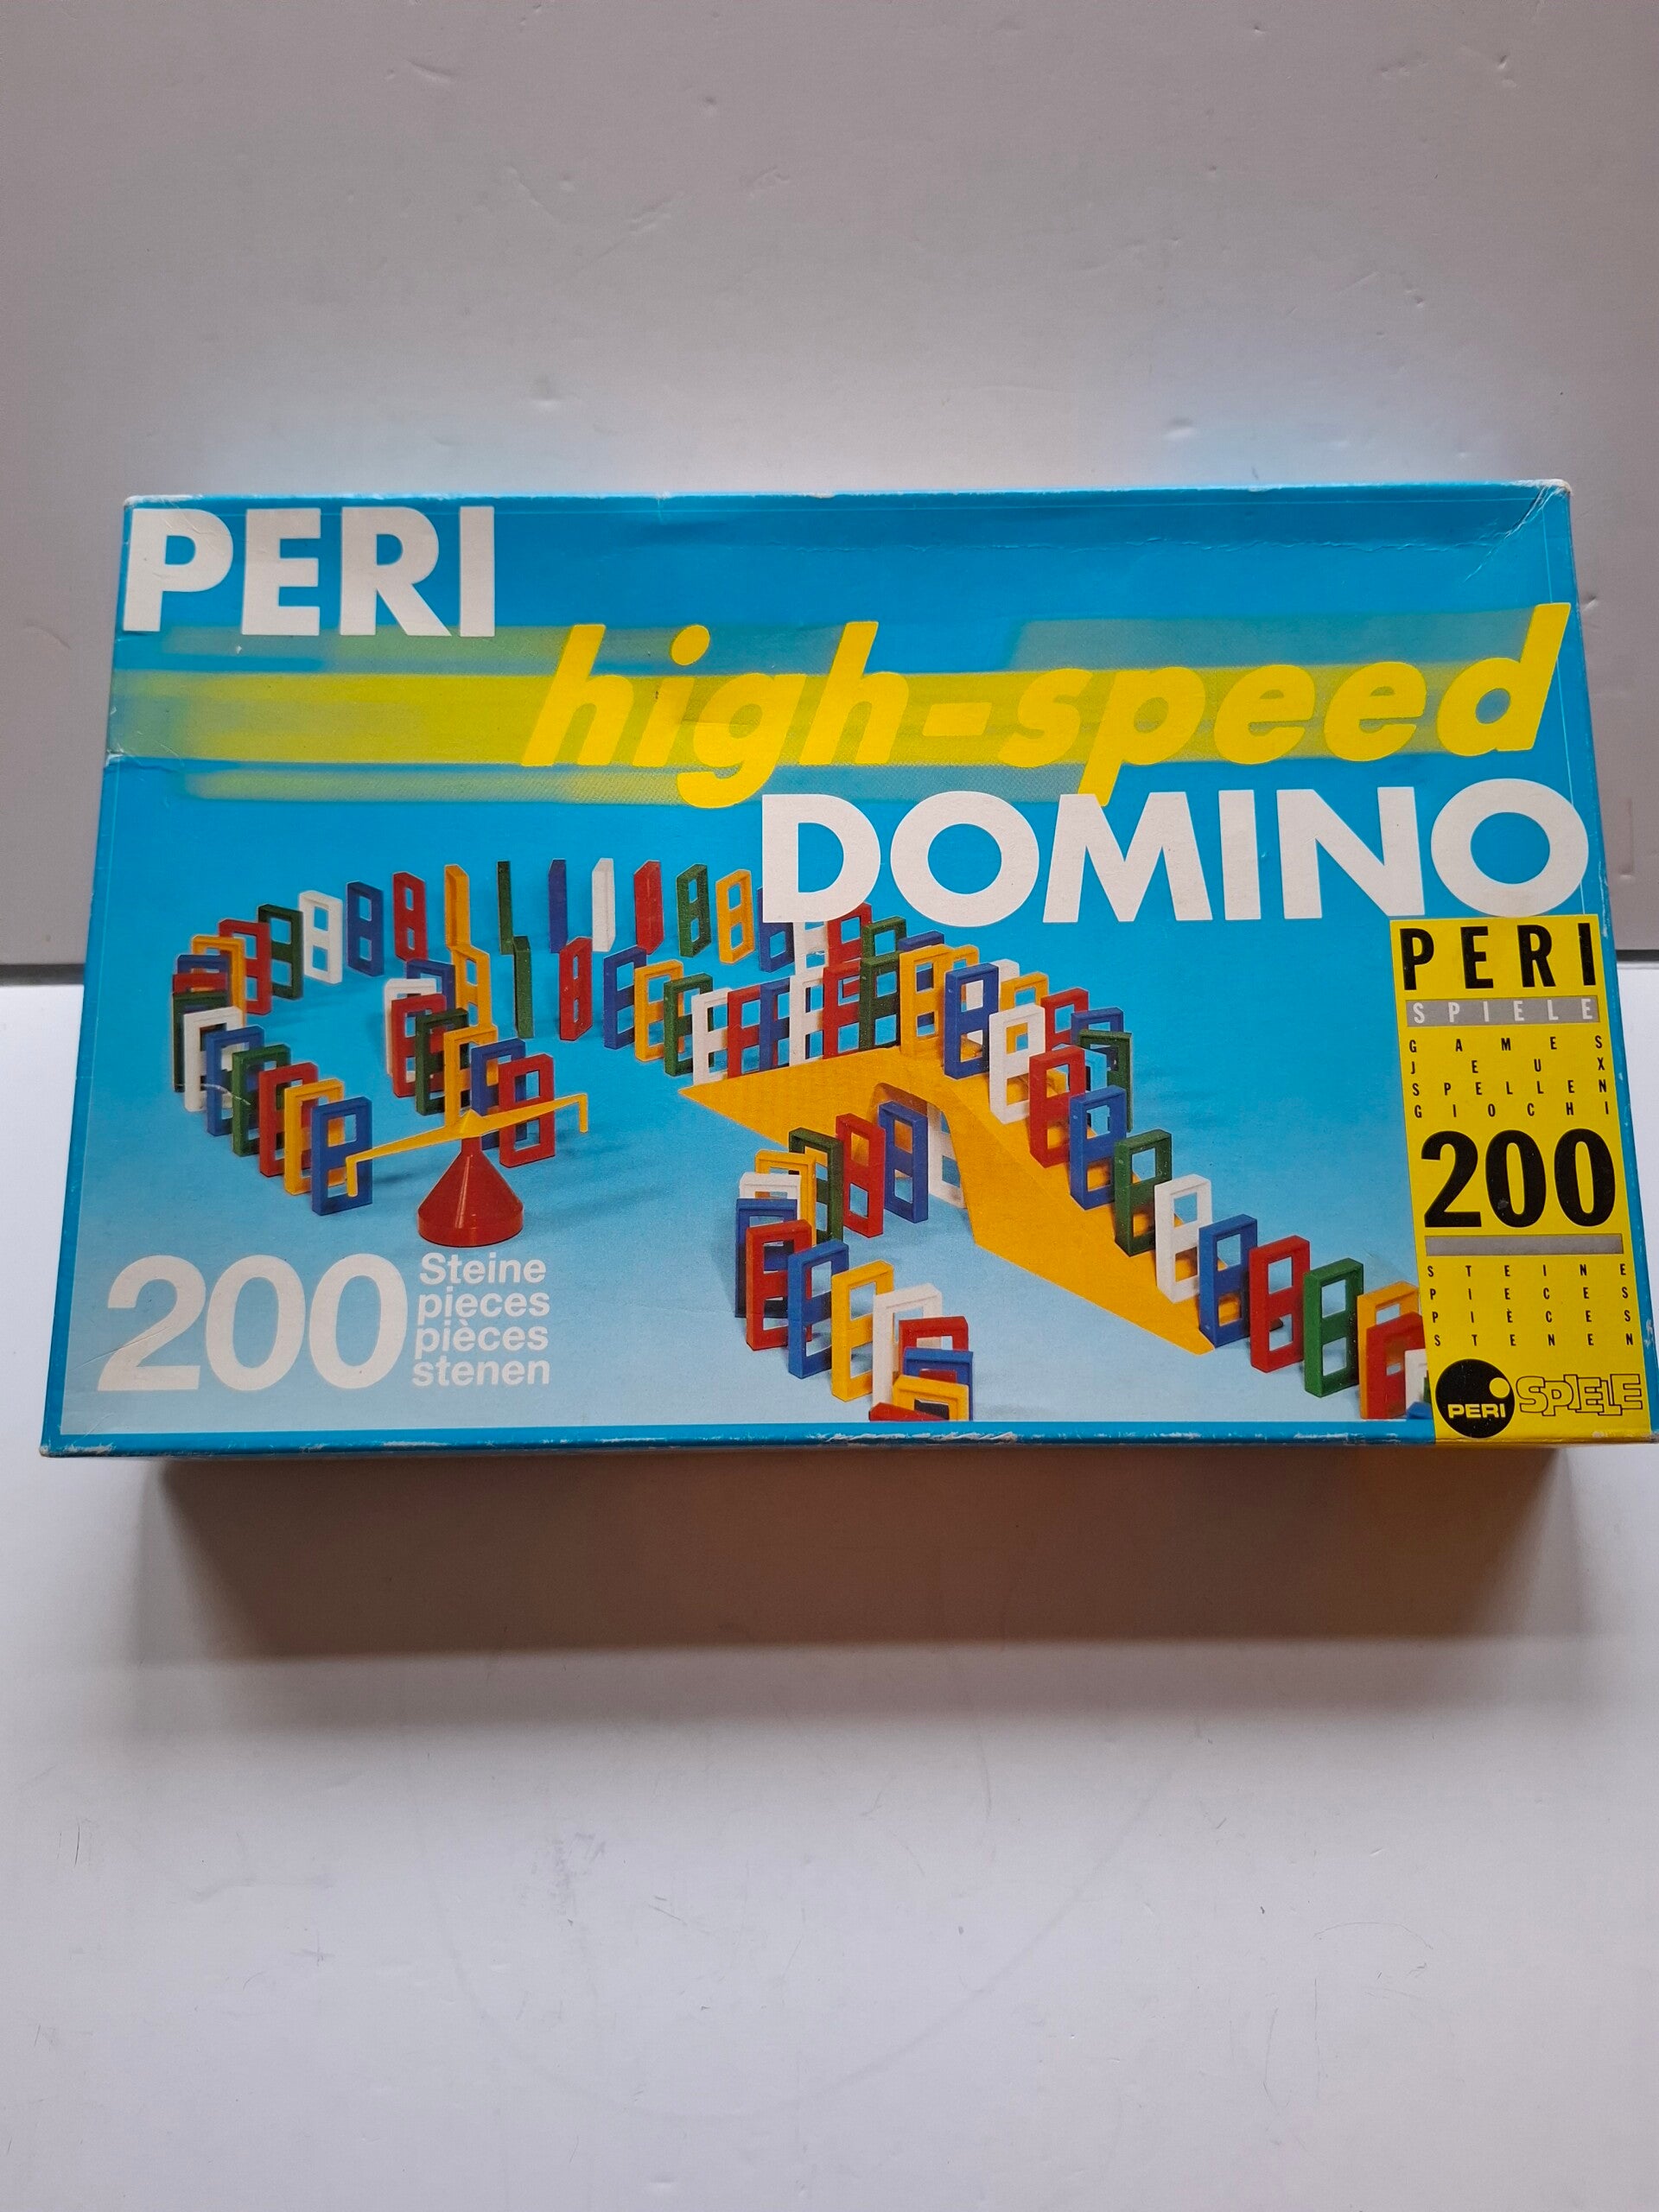 PERI
high-speed
DOMINO
200
Steine
pieces
pièces
stenen
PERI
SPIELE
GAMES
JEUX
SPELLEN
GIOCHI
200
STEINE
PIECES
PIÈCES
STENEN
PERI SPIELE